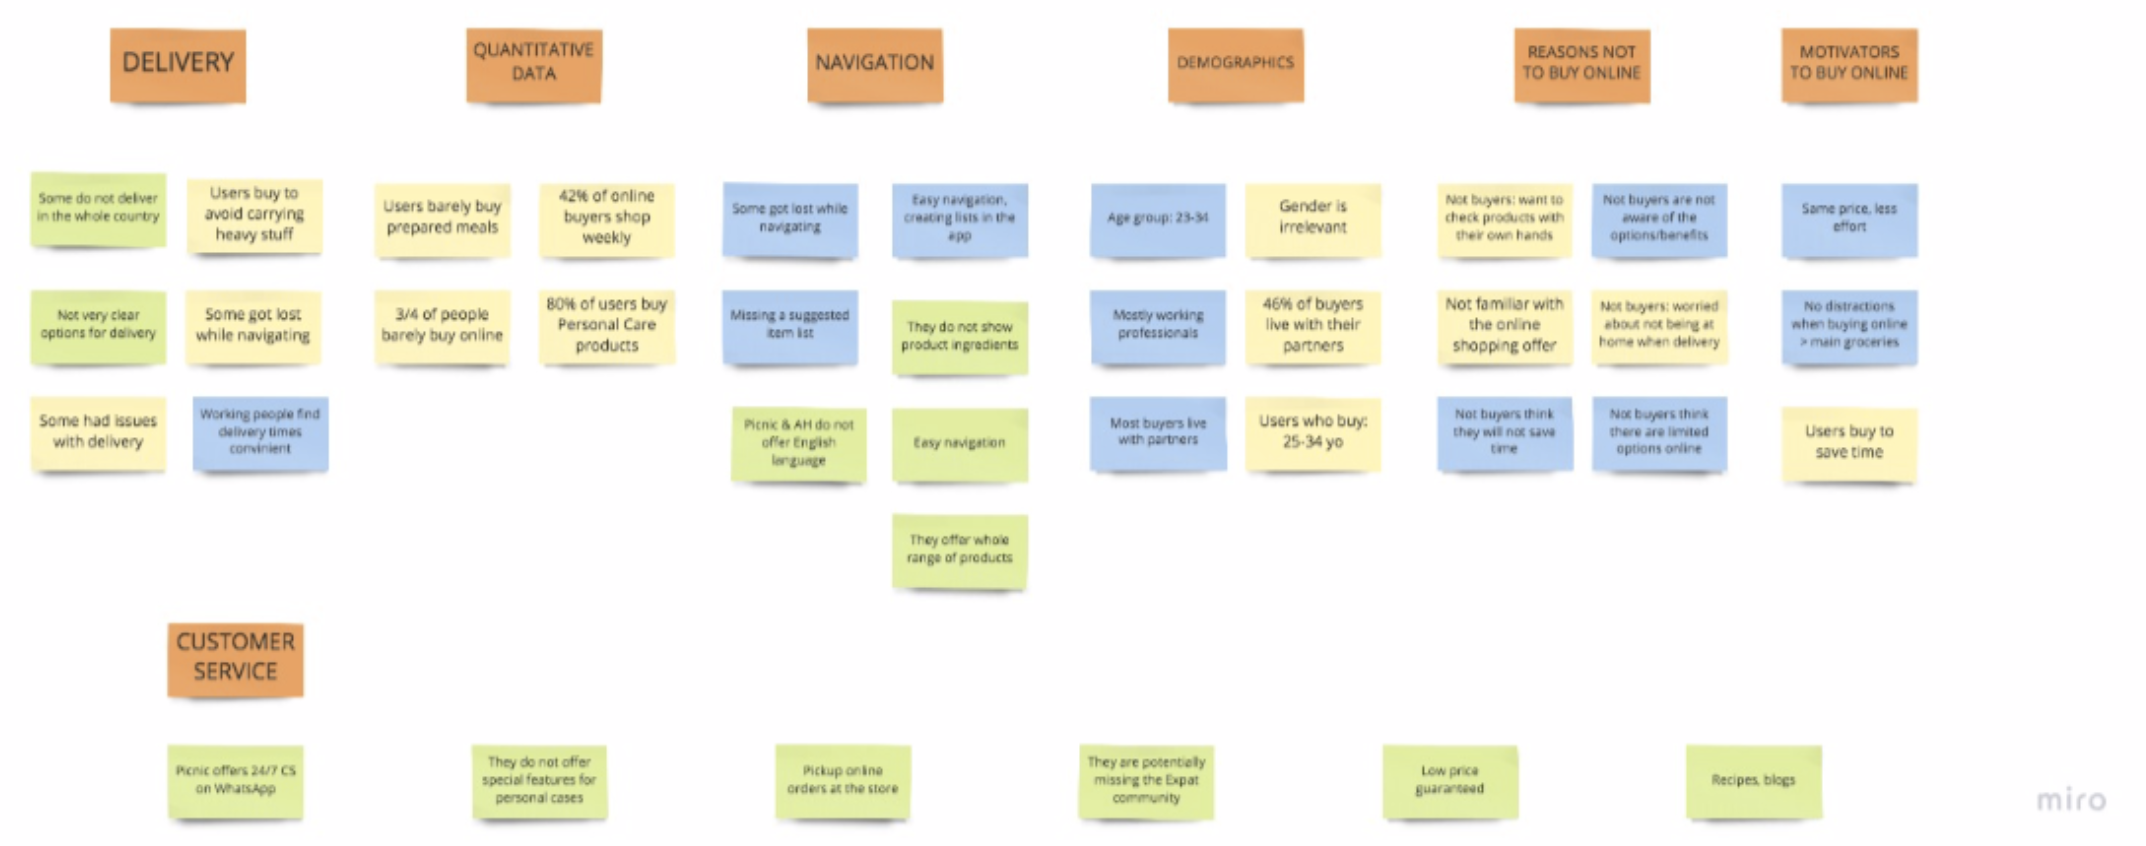 DELIVERY
QUANTITATIVE
DATA
NAVIGATION
DEMOGRAPHICS
REASONS NOT
TO BUY ONLINE
MOTIVATORS
TO BUY ONLINE
Some do not deliver
in the whole country
Users buy to
avoid carrying
heavy stuff
Not very clear
options for delivery
Some got lost
while navigating
Some had issues
with delivery
Working people find
delivery times
convinient
Users barely buy
prepared meals
42% of online
buyers shop
weekly
3/4 of people
barely buy online
80% of users buy
Personal Care
products
Some got lost while
navigating
Easy navigation,
creating lists in the
app
Missing a suggested
item list
They do not show
product ingredients
Picnic & AH do not
offer English
language
Easy navigation
They offer whole
range of products
Age group: 23-34
Gender is
irrelevant
Mostly working
professionals
46% of buyers
live with their
partners
Most buyers live
with partners
Users who buy:
25-34 yo
Not buyers: want to
check products with
their own hands
Not buyers are not
aware of the
options/benefits
Not familiar with
the online
shopping offer
Not buyers: worried
about not being at
home when delivery
Not buyers think
they will not save
time
Not buyers think
there are limited
options online
Same price, less
effort
No distractions
when buying online
> main groceries
Users buy to
save time
CUSTOMER
SERVICE
Picnic offers 24/7 CS
on WhatsApp
They do not offer
special features for
personal cases
Pickup online
orders at the store
They are potentially
missing the Expat
community
Low price
guaranteed
Recipes, blogs
miro